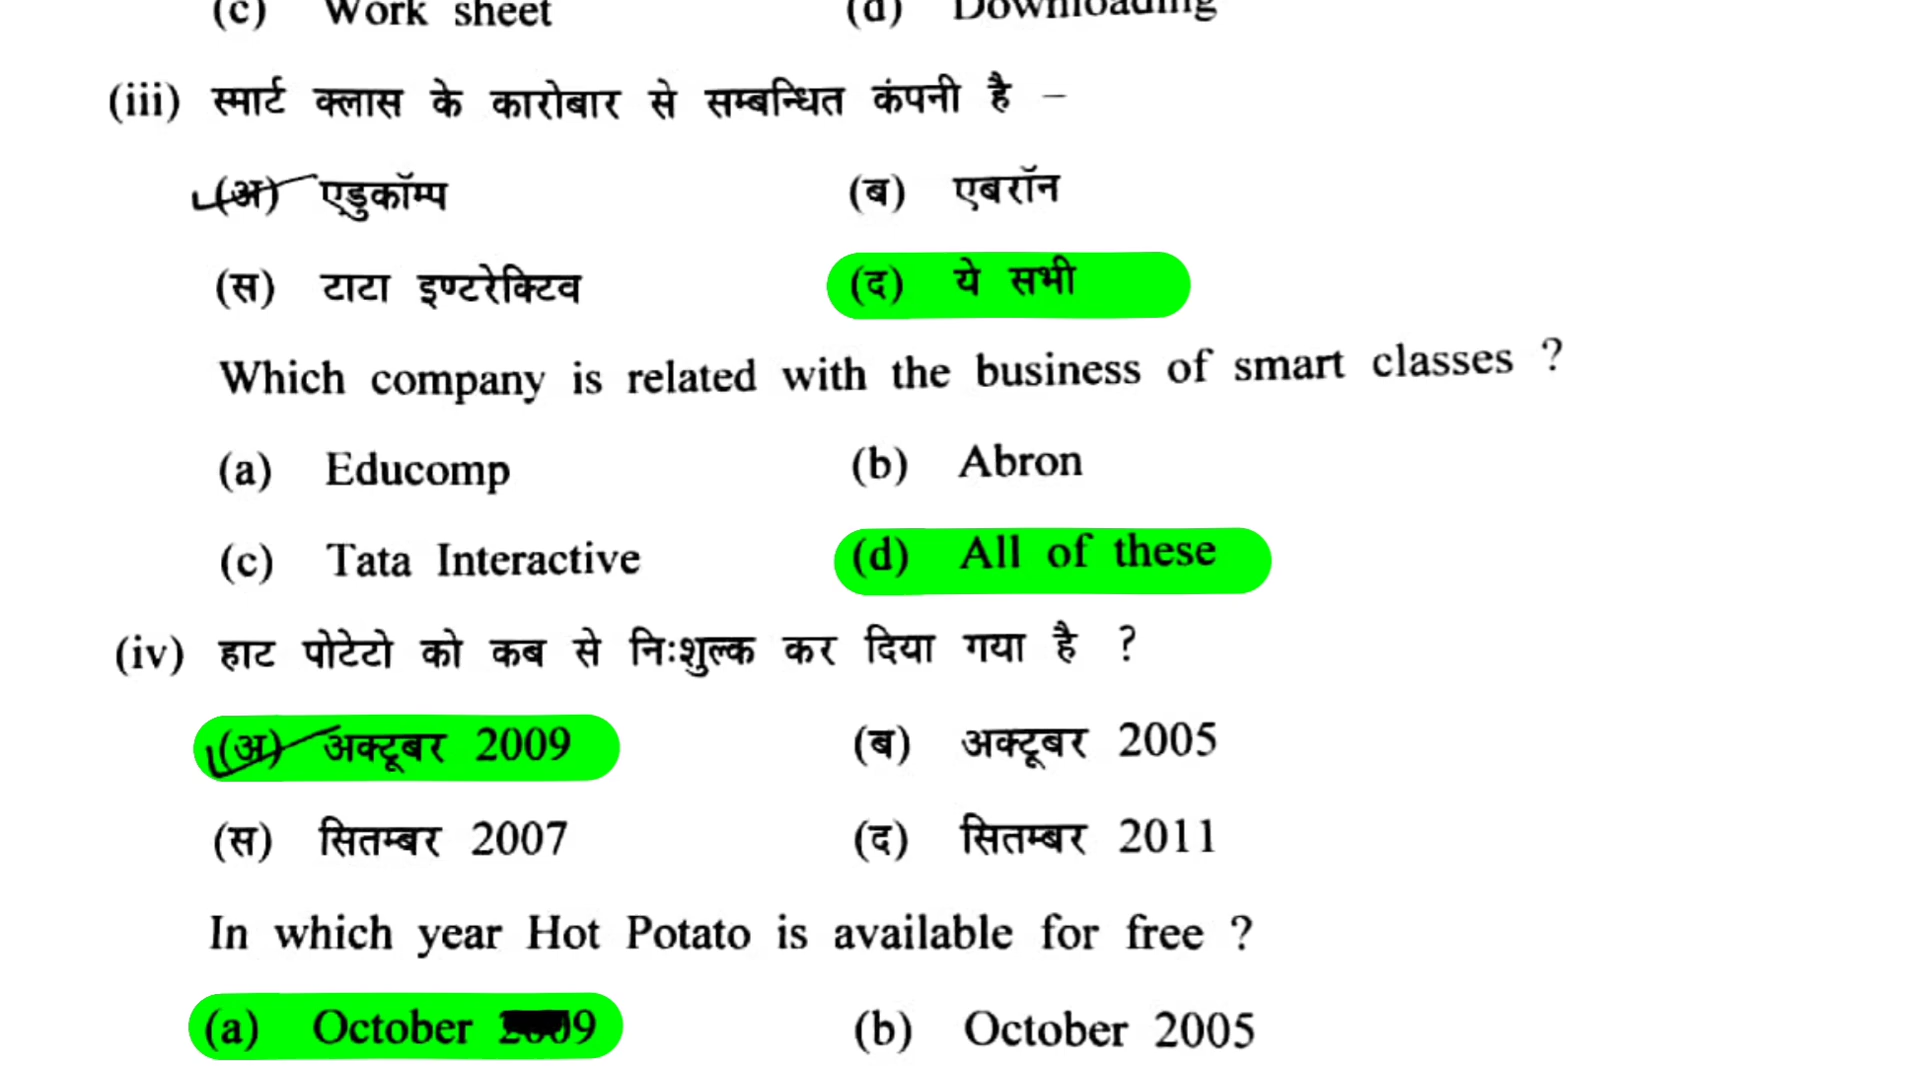 (c) Work sheet (d) Downloading
(iii) स्मार्ट क्लास के कारोबार से सम्बन्धित कंपनी है –
(अ) एडुकॉम्प (ब) एबरॉन
(स) टाटा इण्टरेक्टिव (द) ये सभी
Which company is related with the business of smart classes ?
(a) Educomp (b) Abron
(c) Tata Interactive (d) All of these
(iv) हाट पोटेटो को कब से निःशुल्क कर दिया गया है ?
(अ) अक्टूबर 2009 (ब) अक्टूबर 2005
(स) सितम्बर 2007 (द) सितम्बर 2011
In which year Hot Potato is available for free ?
(a) October 2009 (b) October 2005